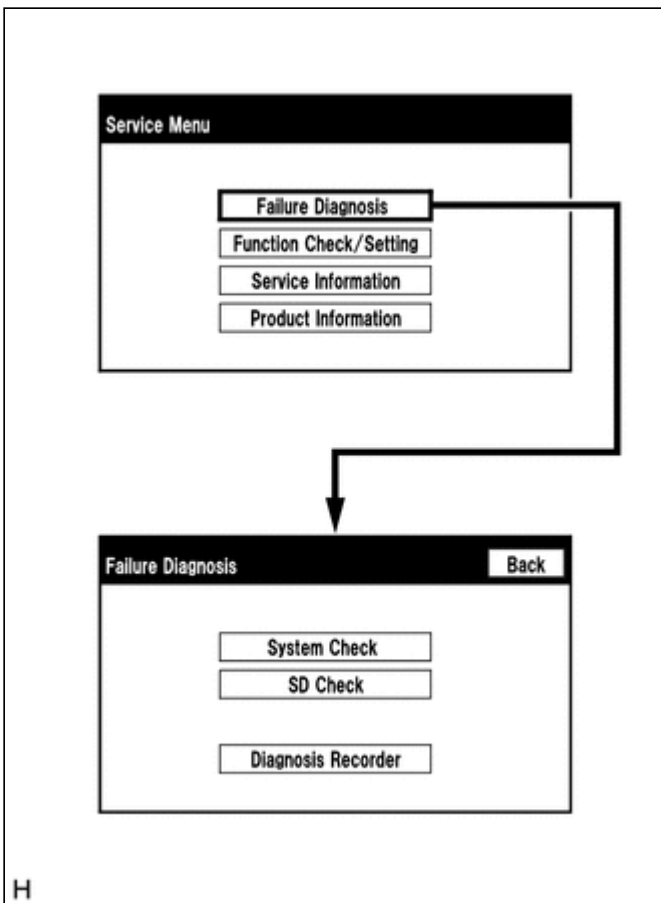 Service Menu
Failure Diagnosis
Function Check/Setting
Service Information
Product Information
Failure Diagnosis
Back
System Check
SD Check
Diagnosis Recorder
H